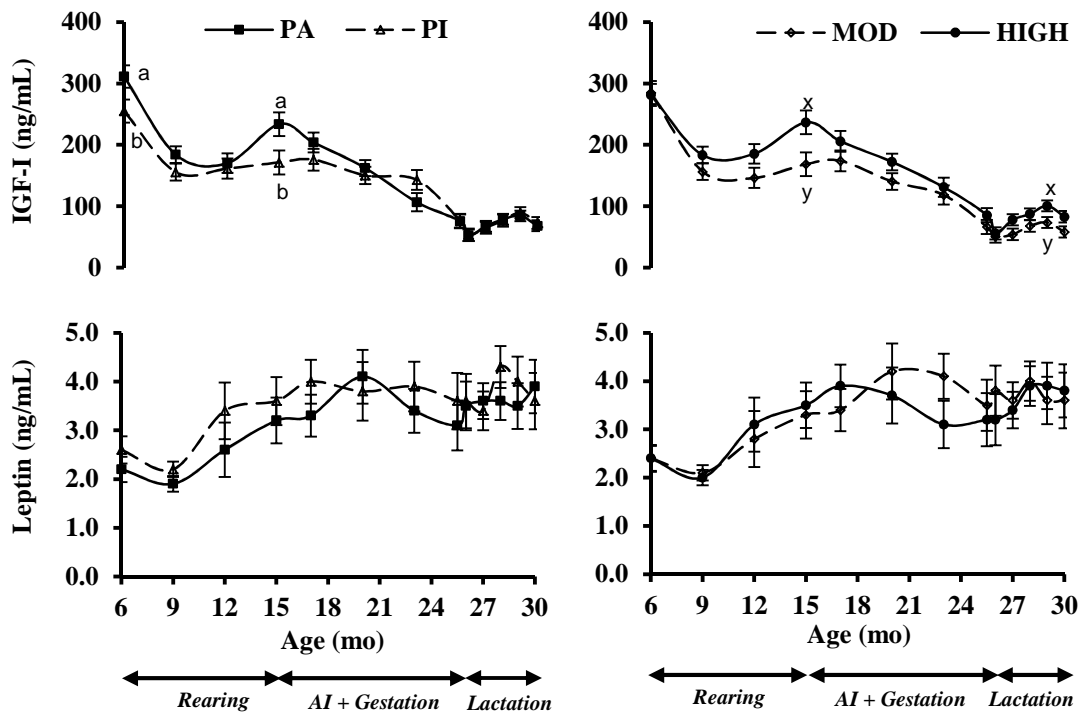 PA PI
MOD HIGH
IGF-I (ng/mL)
400
300
200
100
0
a
b
a
b
400
300
200
100
0
x
y
x
y
Leptin (ng/mL)
5.0
4.0
3.0
2.0
1.0
0.0
6 9 12 15 18 21 24 27 30
Age (mo)
Rearing AI + Gestation Lactation
5.0
4.0
3.0
2.0
1.0
0.0
6 9 12 15 18 21 24 27 30
Age (mo)
Rearing AI + Gestation Lactation